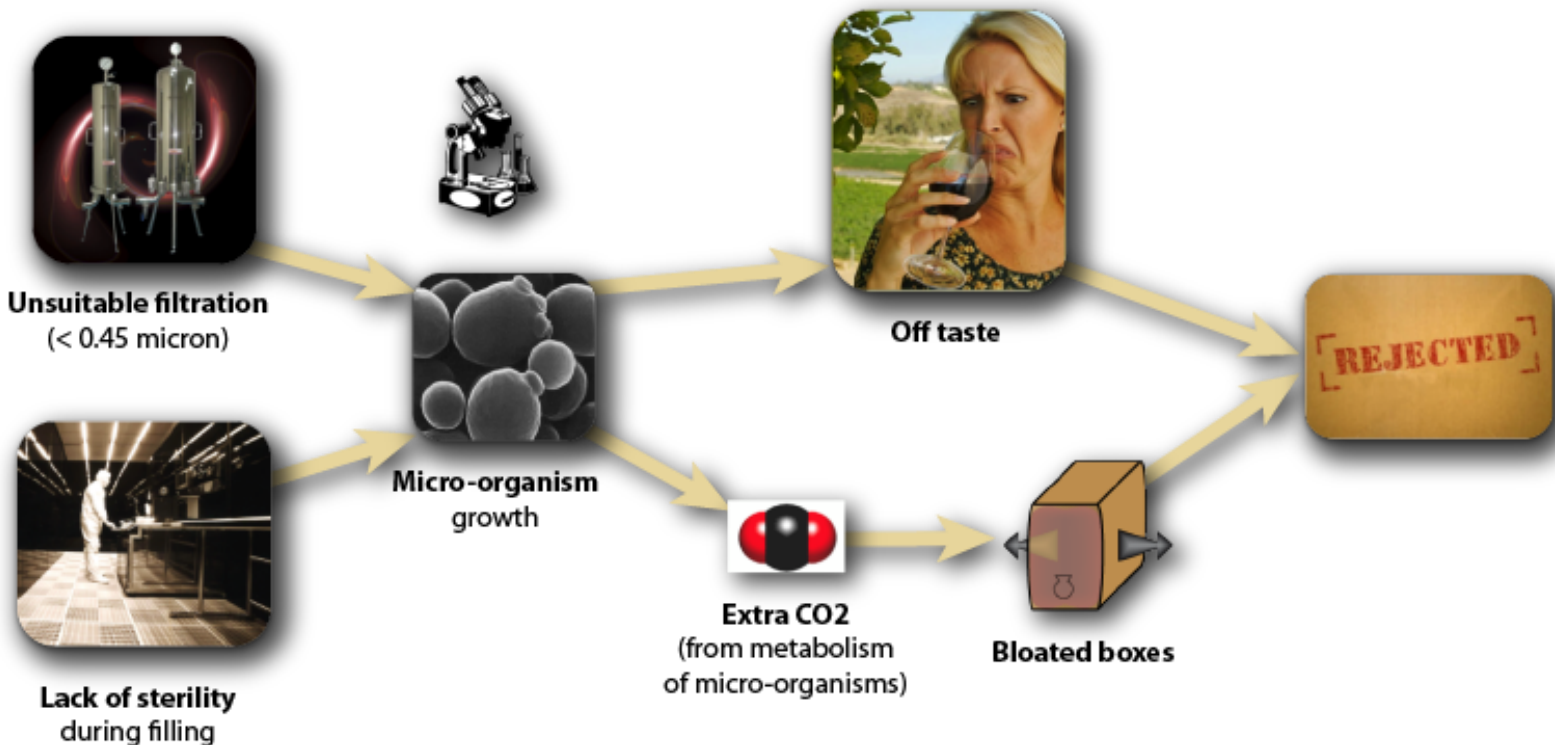 Unsuitable filtration
(< 0.45 micron)
Lack of sterility
during filling
Micro-organism
growth
Off taste
Extra CO2
(from metabolism
of micro-organisms)
Bloated boxes
REJECTED